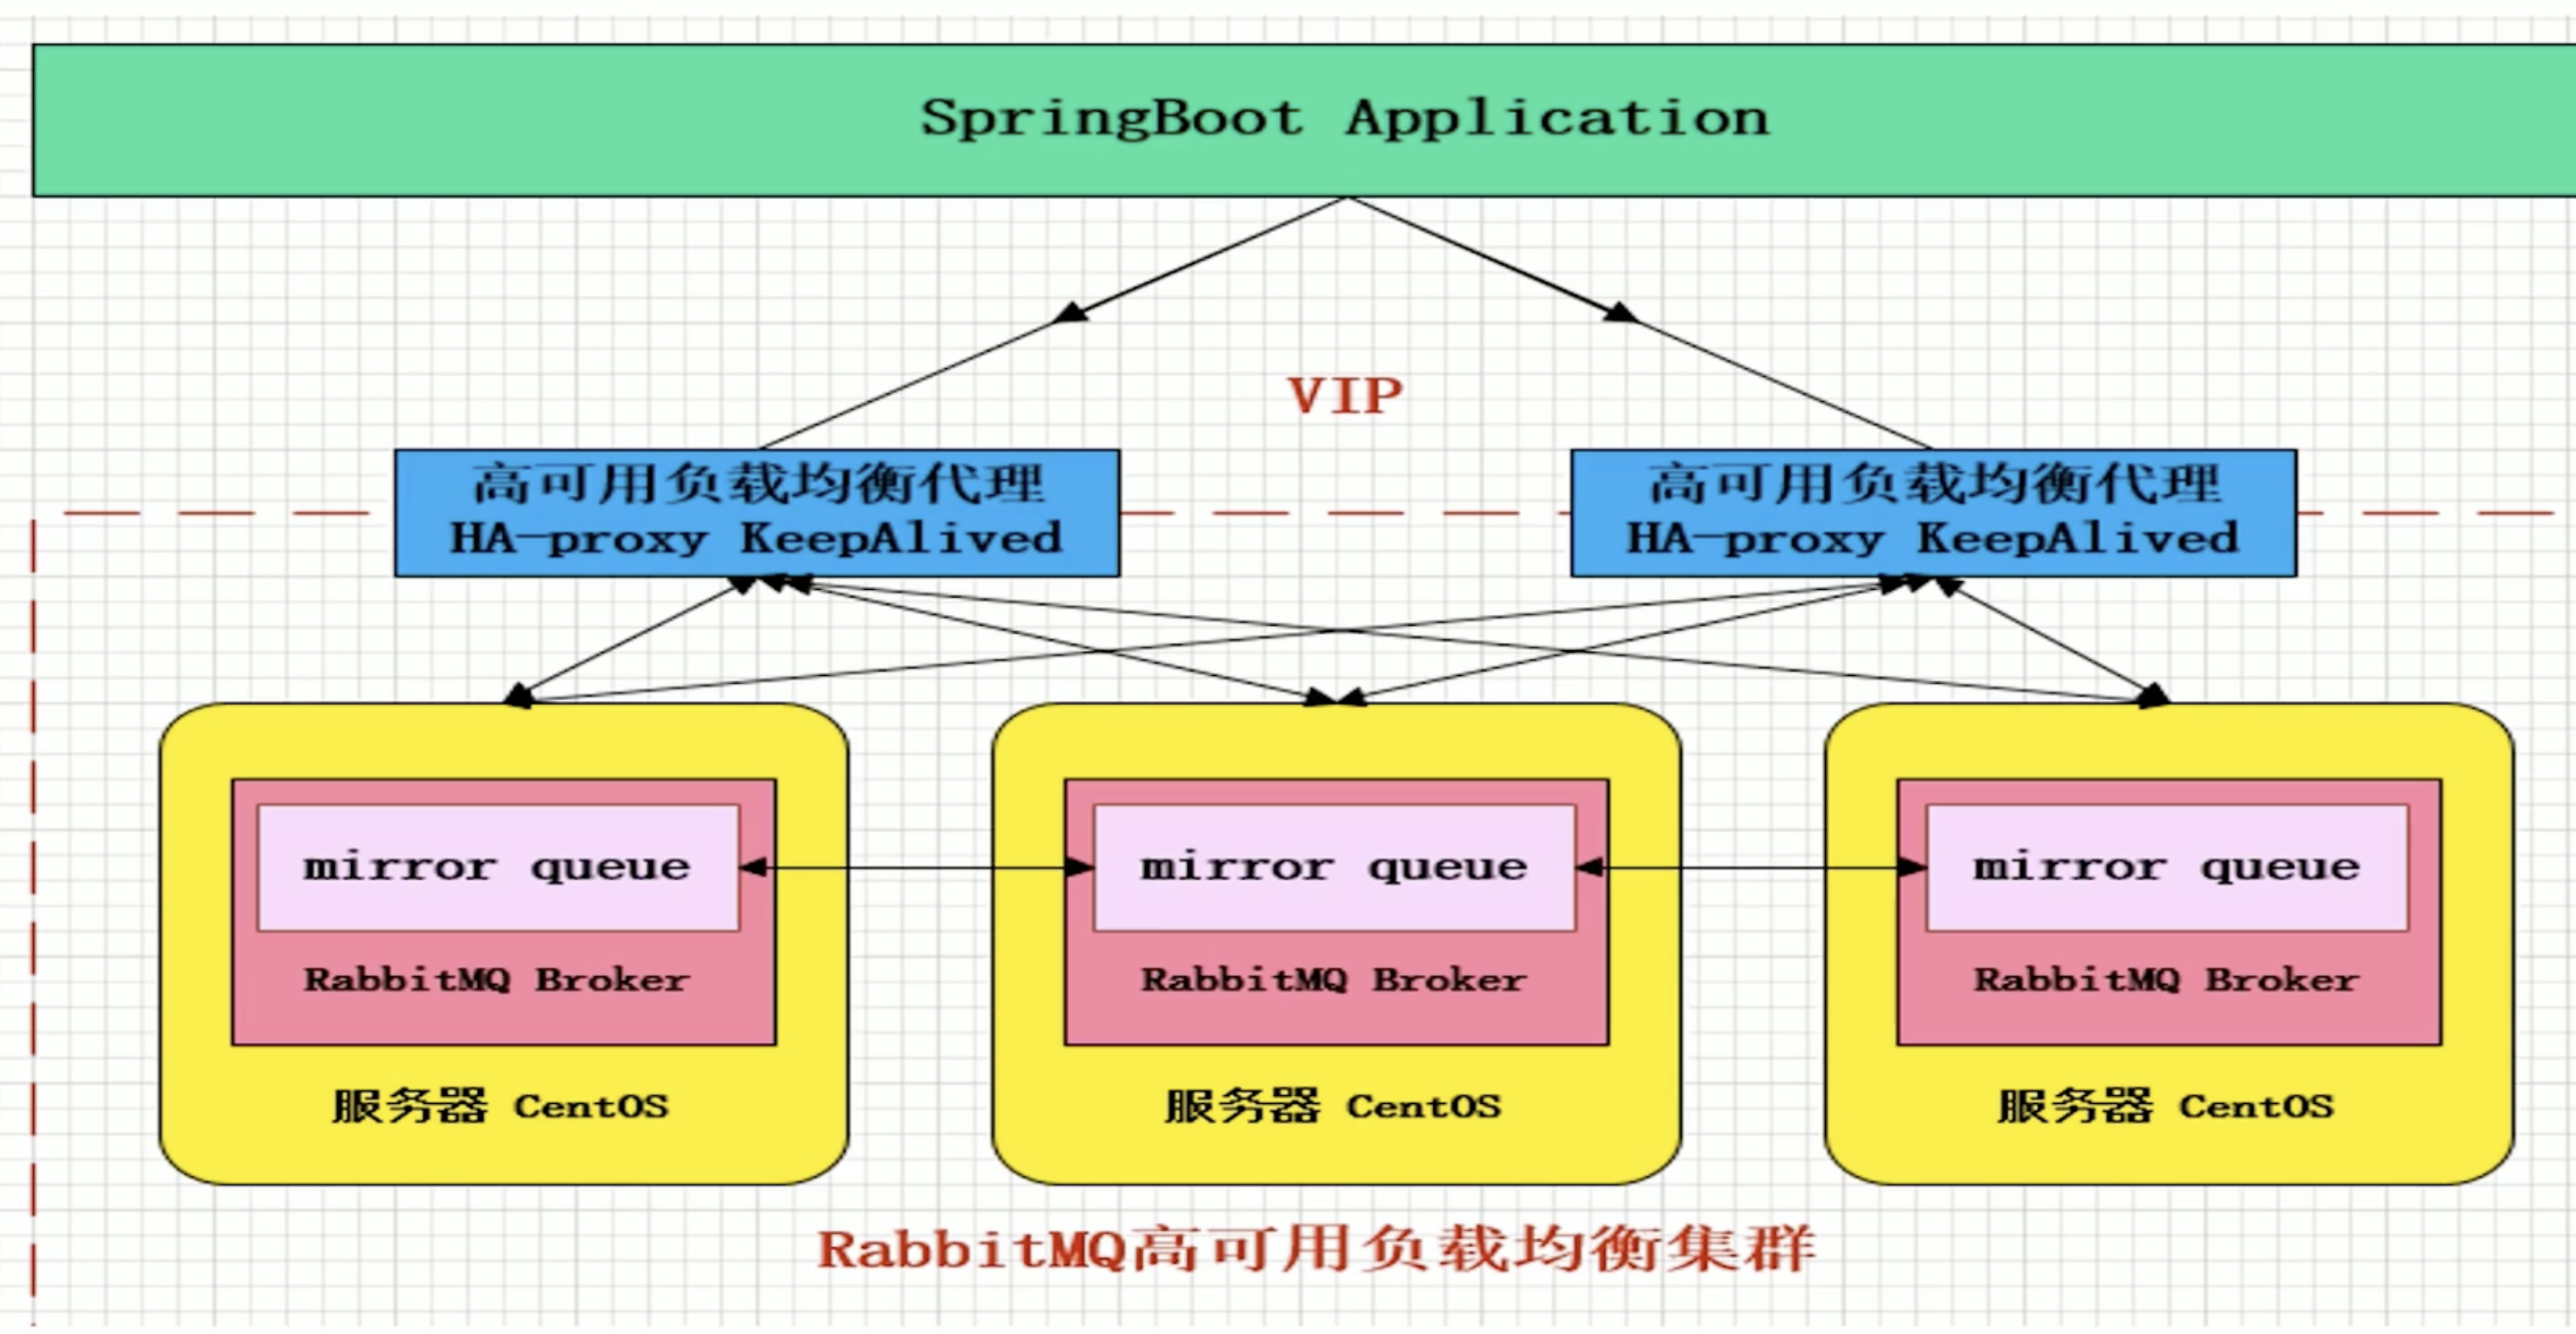 SpringBoot Application
VIP
高可用负载均衡代理
HA-proxy KeepAlived
高可用负载均衡代理
HA-proxy KeepAlived
mirror queue
RabbitMQ Broker
服务器 CentOS
mirror queue
RabbitMQ Broker
服务器 CentOS
mirror queue
RabbitMQ Broker
服务器 CentOS
RabbitMQ高可用负载均衡集群